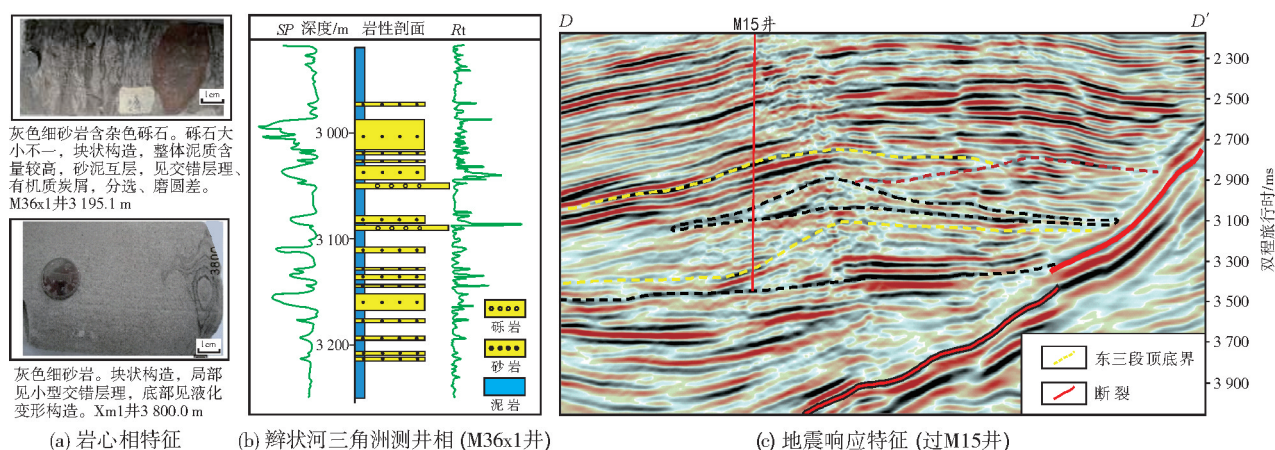 灰色细砂岩含杂色砾石。砾石大
小不一，块状构造，整体泥质含
量较高，砂泥互层，见交错层理、
有机质炭屑，分选、磨圆差。
M36x1井3 195.1 m
1cm
3800
1cm
灰色细砂岩。块状构造，局部
见小型交错层理，底部见液化
变形构造。Xm1井3 800.0 m
(a) 岩心相特征
SP 深度/m 岩性剖面 Rt
3 000
3 100
3 200
砾岩
砂岩
泥岩
(b) 辫状河三角洲测井相 (M36x1井)
D
M15井
D′
2 300
2 500
2 700
2 900
3 100
3 300
3 500
3 700
3 900
双程旅行时/ms
东三段顶底界
断裂
(c) 地震响应特征 (过M15井)